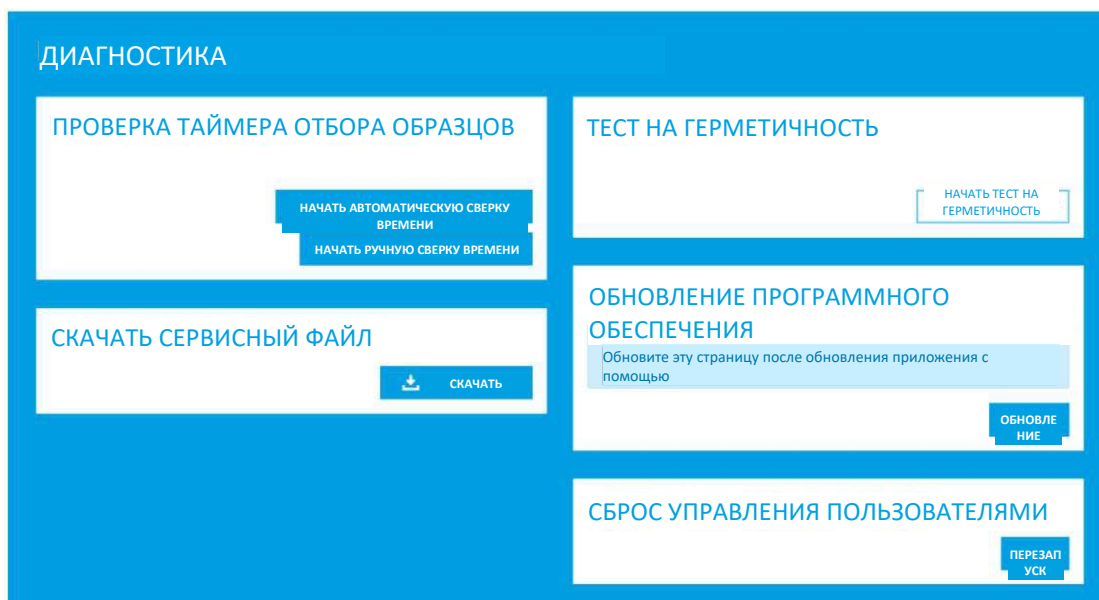 ДИАГНОСТИКА
ПРОВЕРКА ТАЙМЕРА ОТБОРА ОБРАЗЦОВ
НАЧАТЬ АВТОМАТИЧЕСКУЮ СВЕРКУ
ВРЕМЕНИ
НАЧАТЬ РУЧНУЮ СВЕРКУ ВРЕМЕНИ
СКАЧАТЬ СЕРВИСНЫЙ ФАЙЛ
СКАЧАТЬ
ТЕСТ НА ГЕРМЕТИЧНОСТЬ
НАЧАТЬ ТЕСТ НА
ГЕРМЕТИЧНОСТЬ
ОБНОВЛЕНИЕ ПРОГРАММНОГО
ОБЕСПЕЧЕНИЯ
Обновите эту страницу после обновления приложения с
помощью
ОБНОВЛЕ
НИЕ
СБРОС УПРАВЛЕНИЯ ПОЛЬЗОВАТЕЛЯМИ
ПЕРЕЗАП
УСК